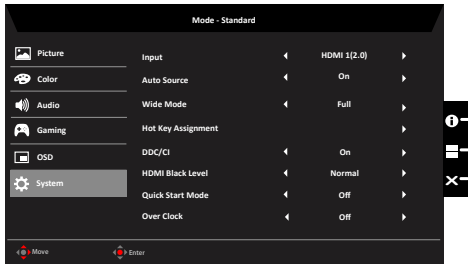 Mode - Standard
Picture
Color
Audio
Gaming
OSD
System
Input HDMI 1(2.0)
Auto Source On
Wide Mode Full
Hot Key Assignment
DDC/CI On
HDMI Black Level Normal
Quick Start Mode Off
Over Clock Off
Move Enter